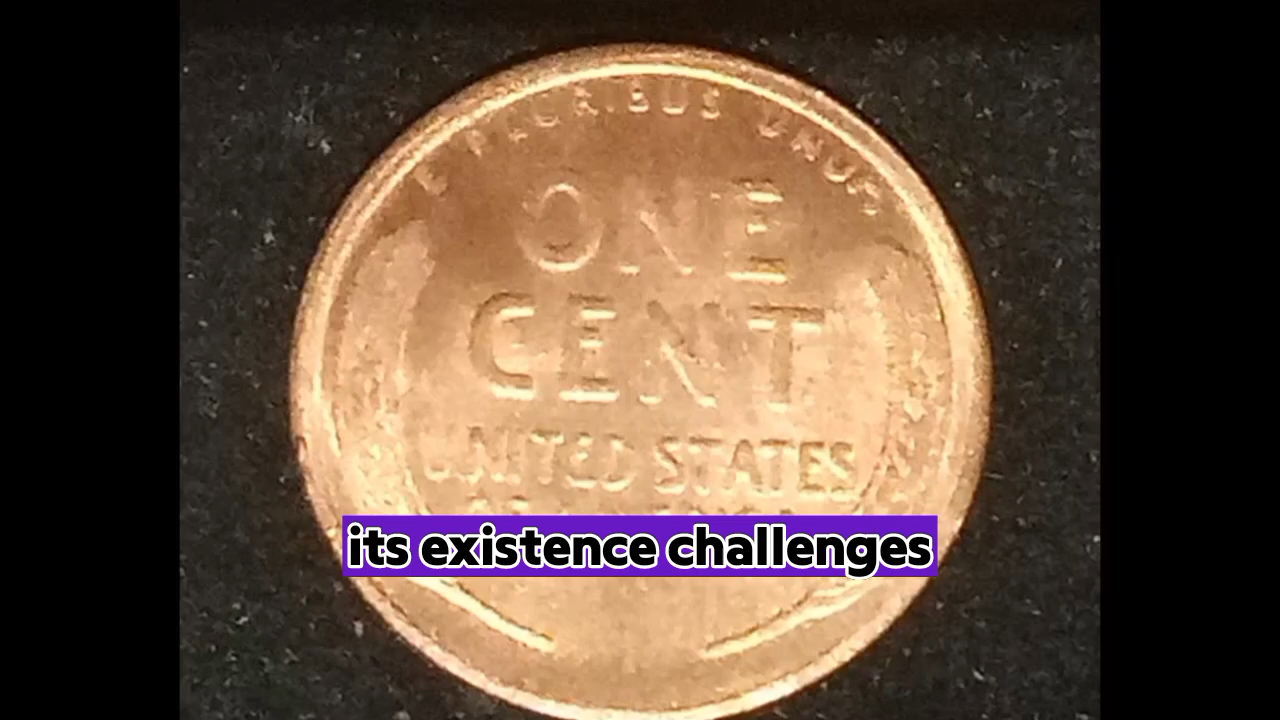 E PLURIBUS UNUM
ONE
CENT
UNITED STATES
its existence challenges